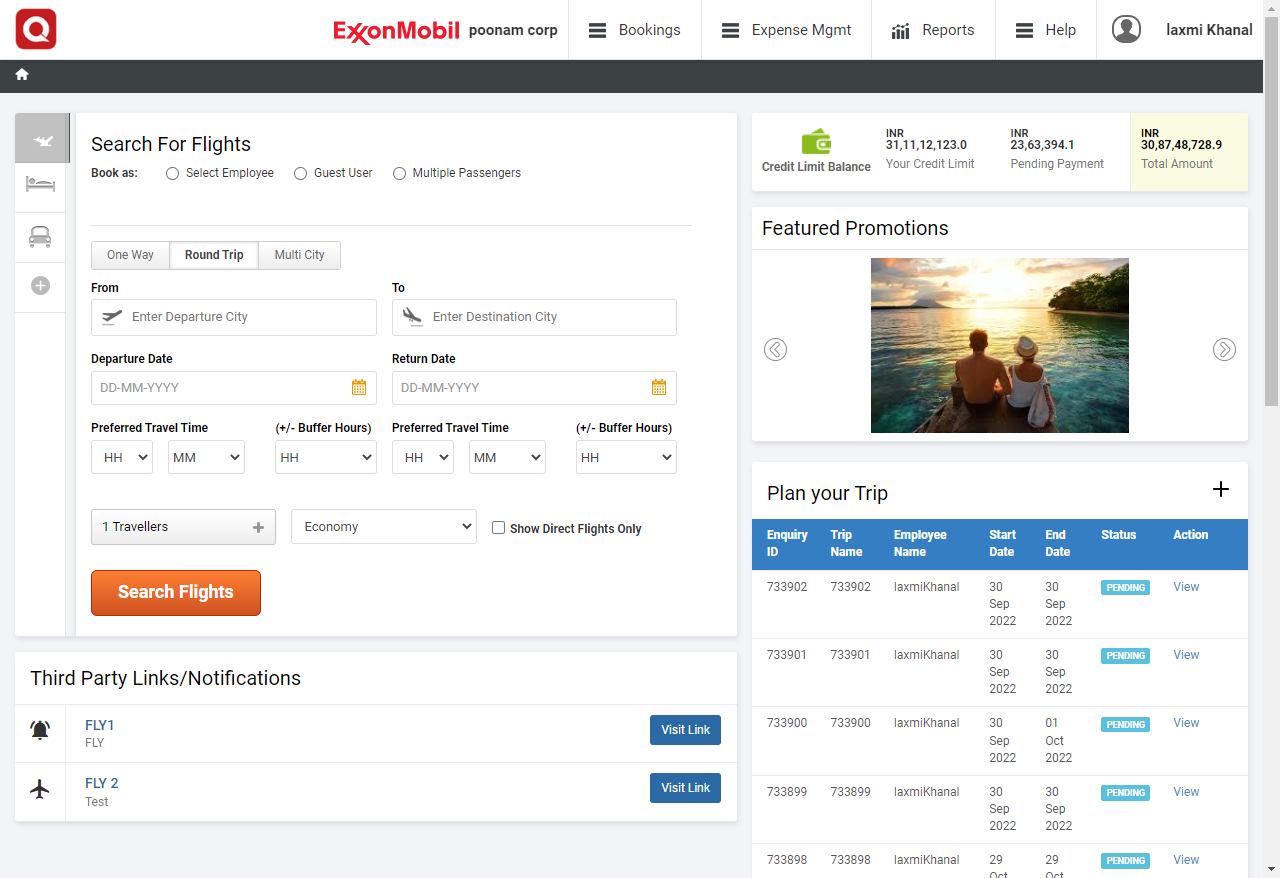 Q
ExxonMobil
poonam corp
Bookings
Expense Mgmt
Reports
Help
laxmi Khanal
Search For Flights
Book as: Select Employee Guest User Multiple Passengers
One Way Round Trip Multi City
From To
Enter Departure City Enter Destination City
Departure Date Return Date
DD-MM-YYYY DD-MM-YYYY
Preferred Travel Time (+/- Buffer Hours) Preferred Travel Time (+/- Buffer Hours)
HH MM HH HH MM HH
1 Travellers Economy Show Direct Flights Only
Search Flights
Third Party Links/Notifications
FLY1
FLY
Visit Link
FLY 2
Test
Visit Link
Credit Limit Balance
INR
31,11,12,123.0
Your Credit Limit
INR
23,63,394.1
Pending Payment
INR
30,87,48,728.9
Total Amount
Featured Promotions
Plan your Trip
Enquiry ID Trip Name Employee Name Start Date End Date Status Action
733902 733902 laxmiKhanal 30 Sep 2022 30 Sep 2022 PENDING View
733901 733901 laxmiKhanal 30 Sep 2022 30 Sep 2022 PENDING View
733900 733900 laxmiKhanal 30 Sep 2022 01 Oct 2022 PENDING View
733899 733899 laxmiKhanal 30 Sep 2022 30 Sep 2022 PENDING View
733898 733898 laxmiKhanal 29 Oct 29 Oct PENDING View